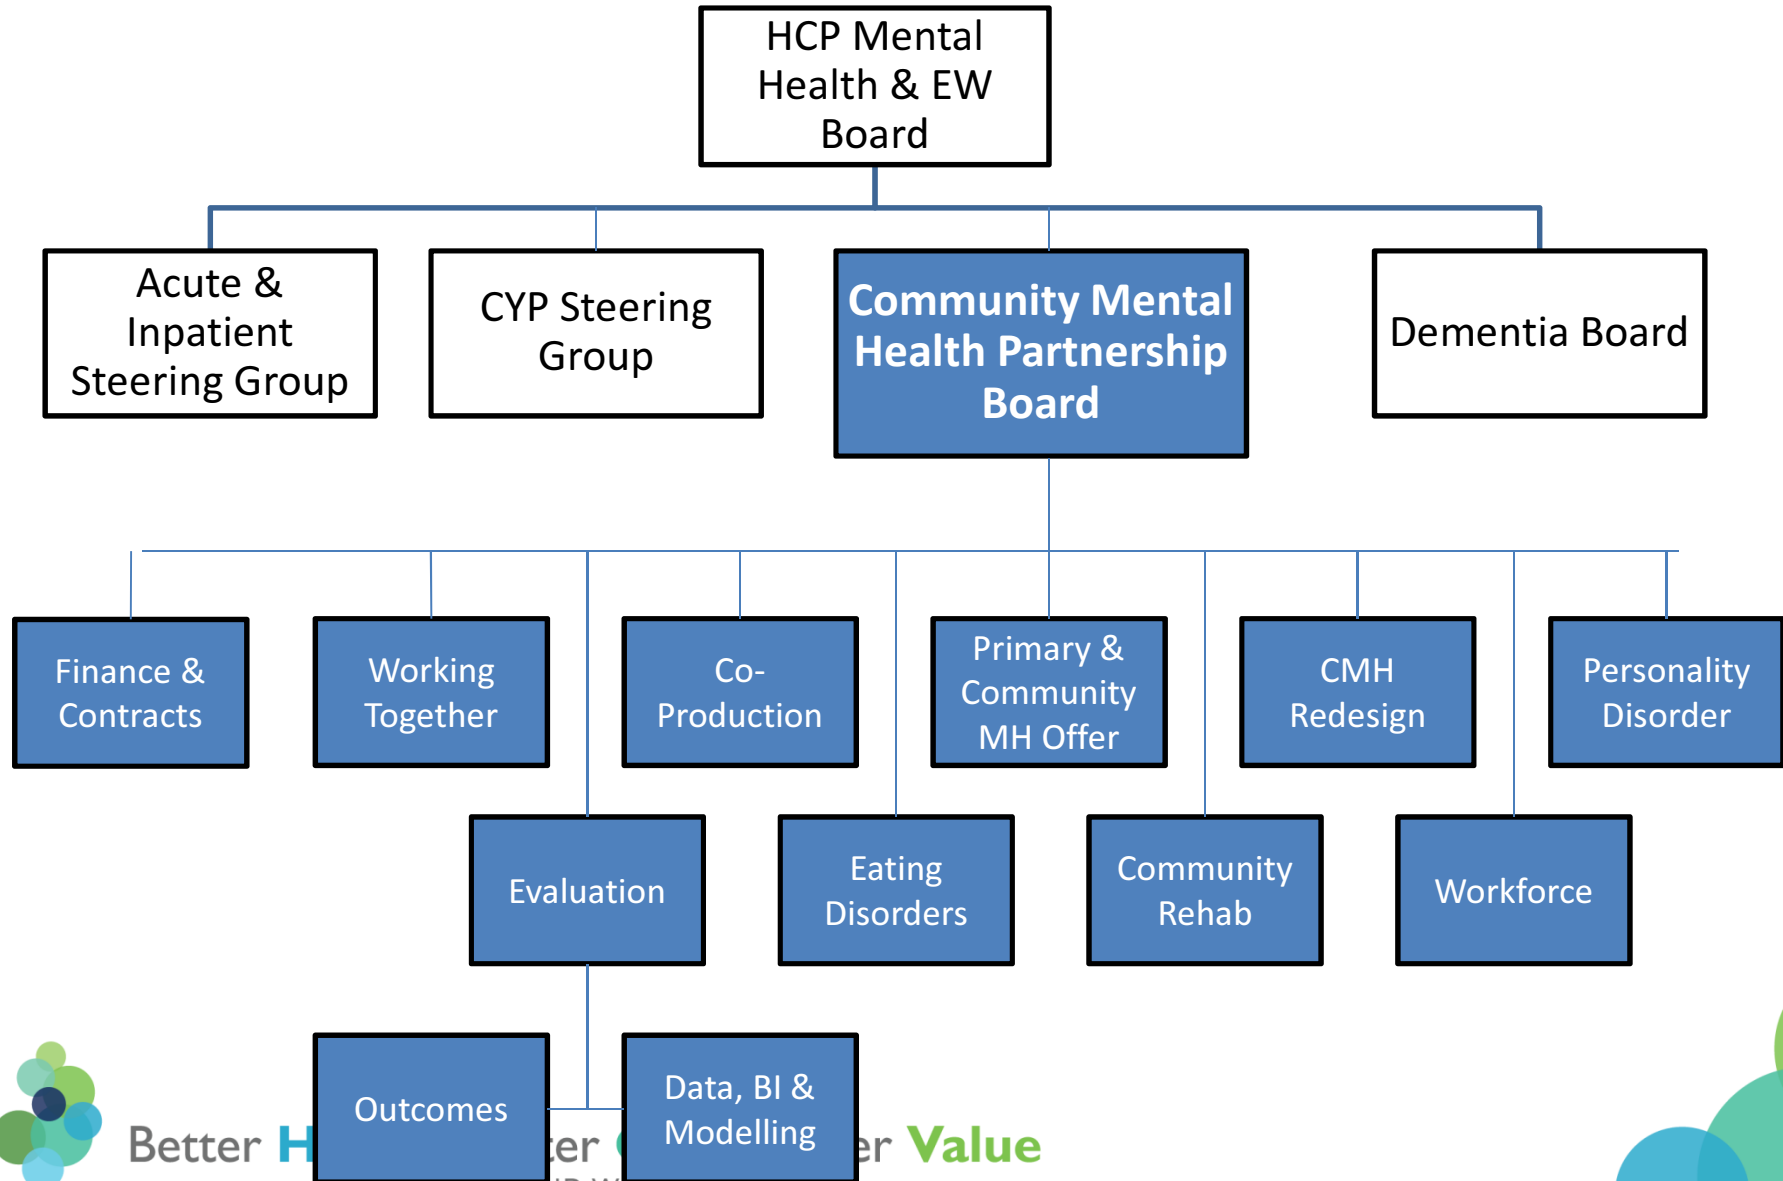 HCP Mental
Health & EW
Board
Acute &
Inpatient
Steering Group
CYP Steering
Group
Community Mental
Health Partnership
Board
Dementia Board
Finance &
Contracts
Working
Together
Co-
Production
Primary &
Community
MH Offer
CMH
Redesign
Personality
Disorder
Evaluation
Eating
Disorders
Community
Rehab
Workforce
Outcomes
Data, BI &
Modelling
Better Value